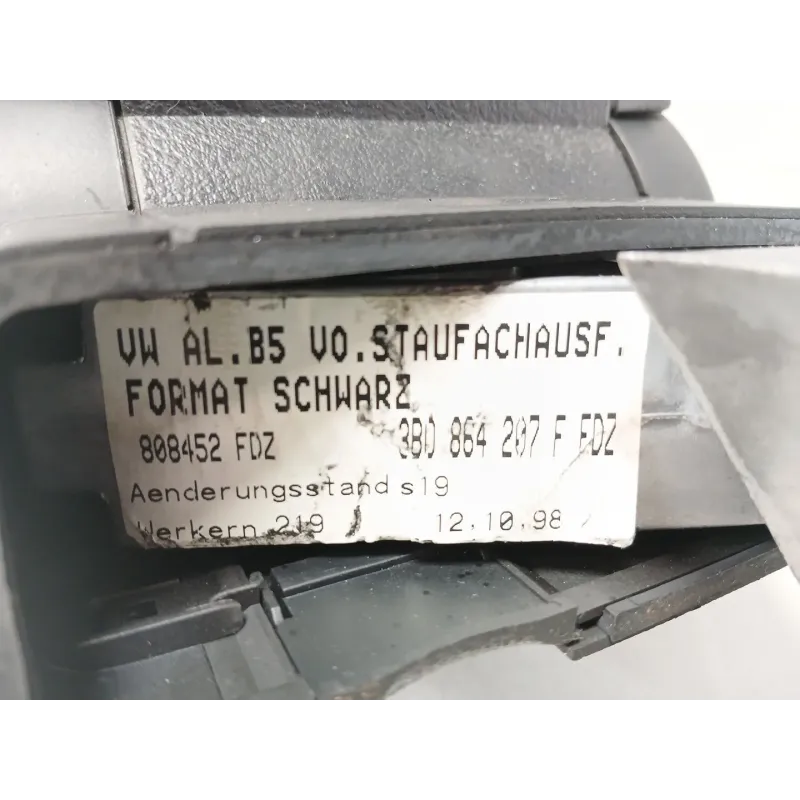 VW AL.B5 VO.STAUFACHAUSF.
FORMAT SCHWARZ
808452 FDZ 3B0 864 207 F FDZ
Aenderungsstand s19
Werkern 219 12.10.98